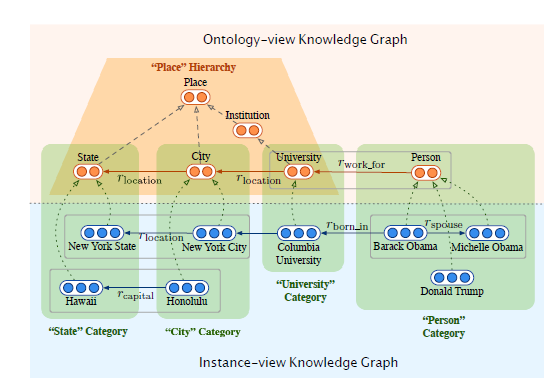 Ontology-view Knowledge Graph
“Place” Hierarchy
Place
Institution
State
City
University
Person
r_location
r_location
r_work_for
New York State
r_location
New York City
Columbia
University
r_born_in
Barack Obama
r_spouse
Michelle Obama
Hawaii
r_capital
Honolulu
Donald Trump
“State” Category
“City” Category
“University”
Category
“Person”
Category
Instance-view Knowledge Graph